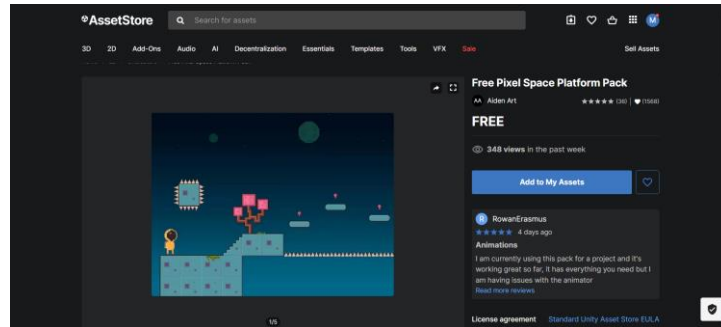 AssetStore
Search for assets
M
3D 2D Add-Ons Audio AI Decentralization Essentials Templates Tools VFX Sale
Sell Assets
Free Pixel Space Platform Pack
AA Aiden Art
(36) (1568)
FREE
348 views in the past week
Add to My Assets
R RowanErasmus
4 days ago
Animations
I am currently using this pack for a project and it's
working great so far, it has everything you need but I
am having issues with the animator
Read more reviews
1/5
License agreement Standard Unity Asset Store EULA